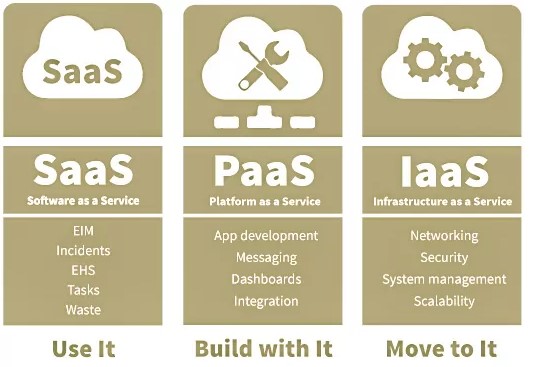 SaaS
SaaS
Software as a Service
EIM
Incidents
EHS
Tasks
Waste
Use It
PaaS
Platform as a Service
App development
Messaging
Dashboards
Integration
Build with It
IaaS
Infrastructure as a Service
Networking
Security
System management
Scalability
Move to It